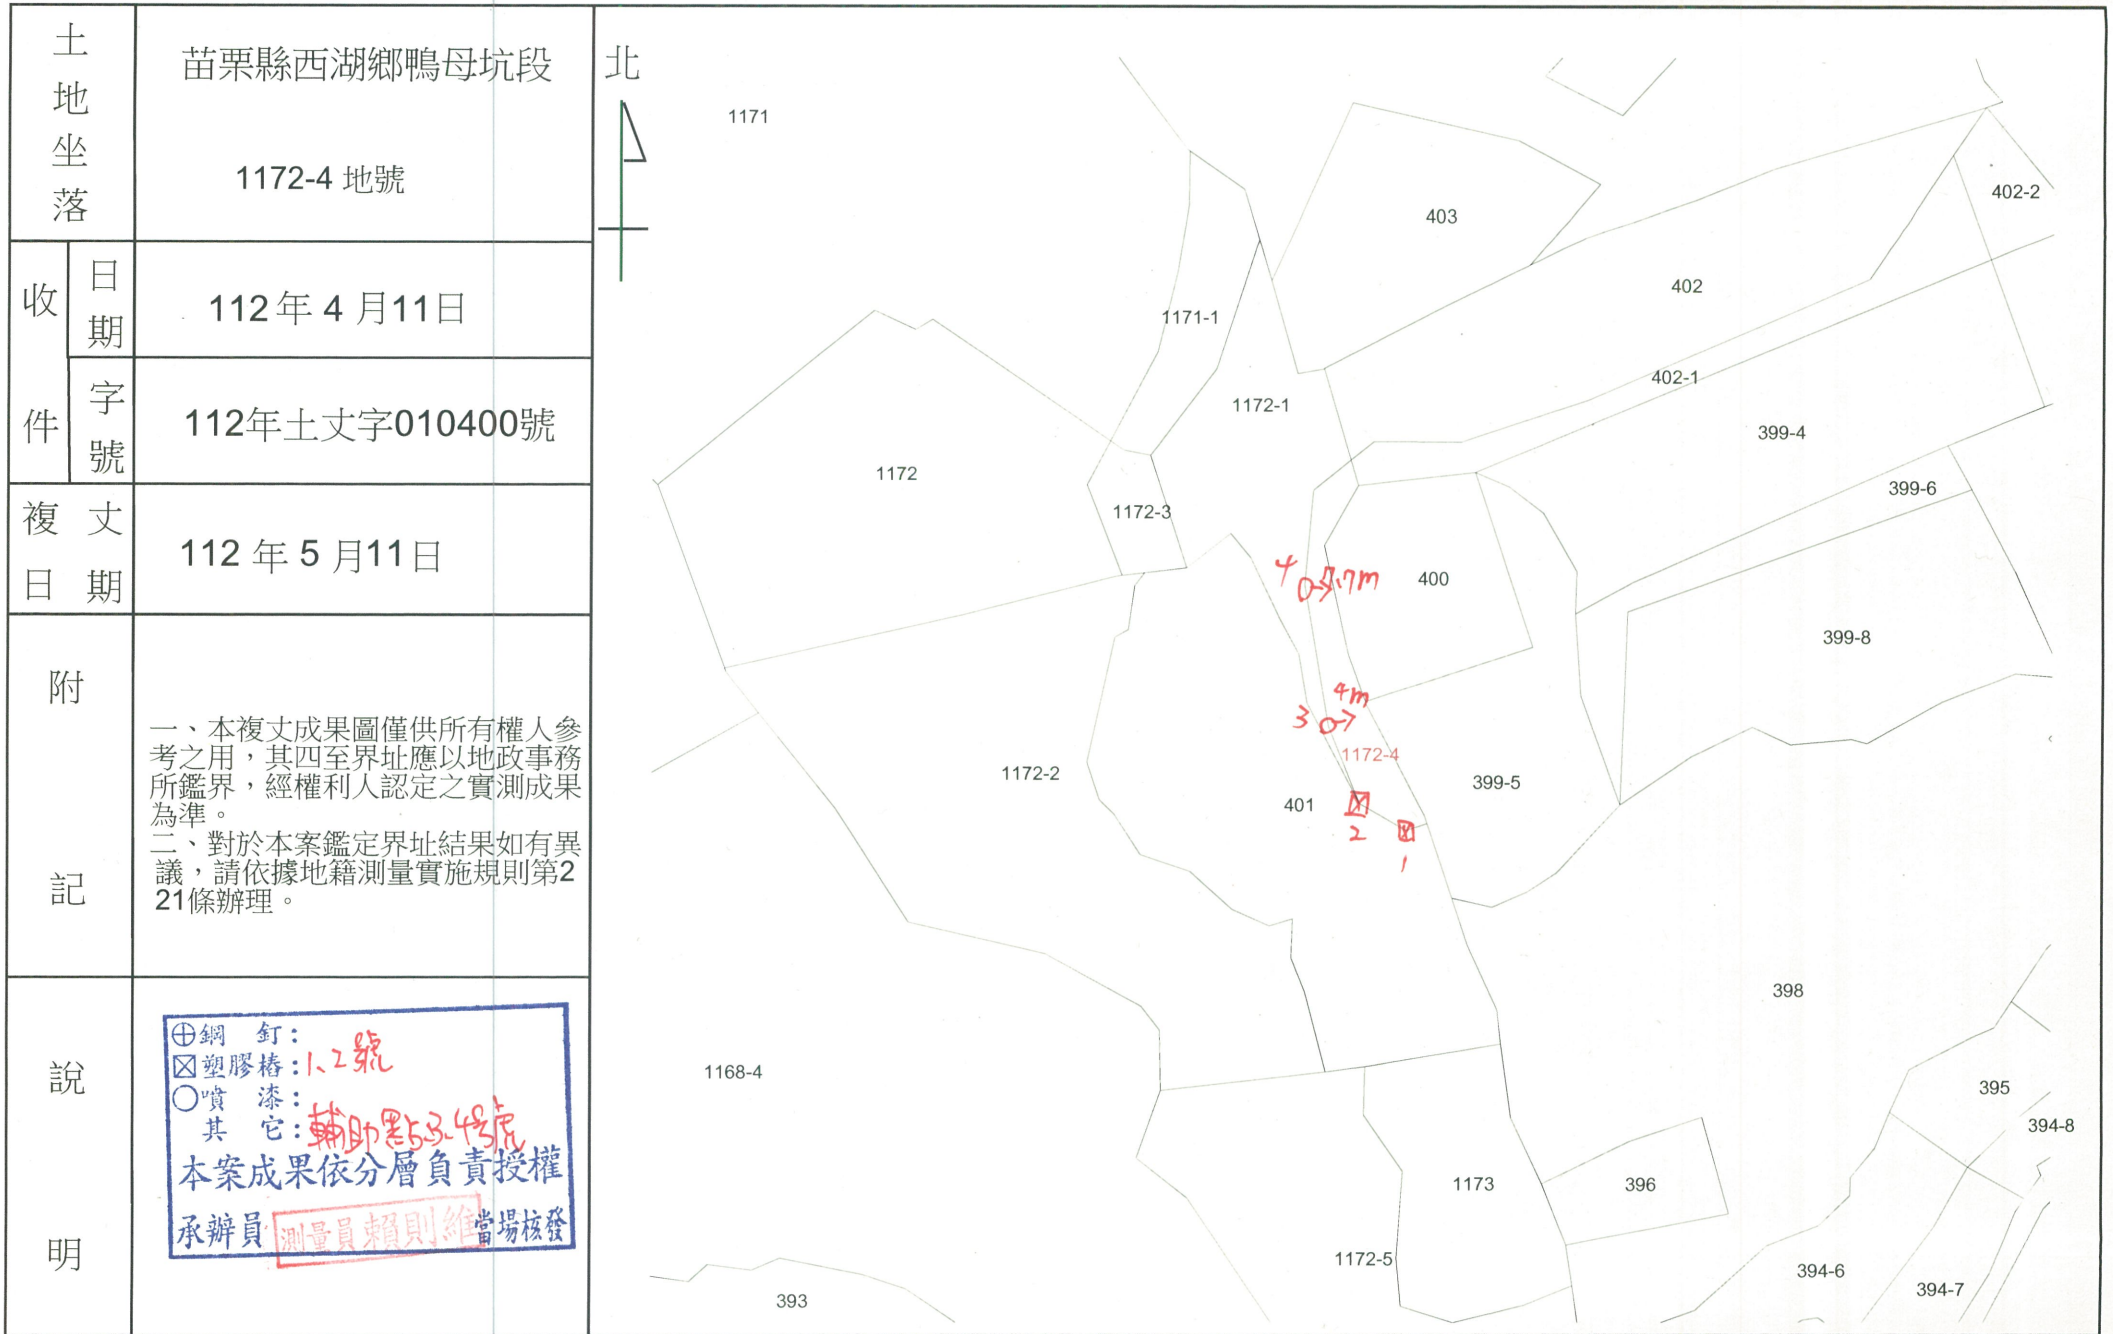 土地坐落
苗栗縣西湖鄉鴨母坑段
1172-4 地號
收件
日期
112 年 4 月11日
字號
112年土丈字010400號
複丈日期
112 年 5 月11日
附記
一、本複丈成果圖僅供所有權人參
考之用，其四至界址應以地政事務
所鑑界，經權利人認定之實測成果
為準。
二、對於本案鑑定界址結果如有異
議，請依據地籍測量實施規則第2
21條辦理。
說明
⊕鋼 釘：
☒塑膠樁：1、2號
○噴 漆：
其 它：輔助點3、4號
本案成果依分層負責授權
承辦員 測量員賴則維 當場核發
北
1171
403
402-2
402
1171-1
402-1
1172-1
399-4
1172
399-6
1172-3
4
.7m
400
399-8
4m
3
1172-4
1172-2
399-5
401
2
1
398
1168-4
395
394-8
1173
396
1172-5
394-6
394-7
393